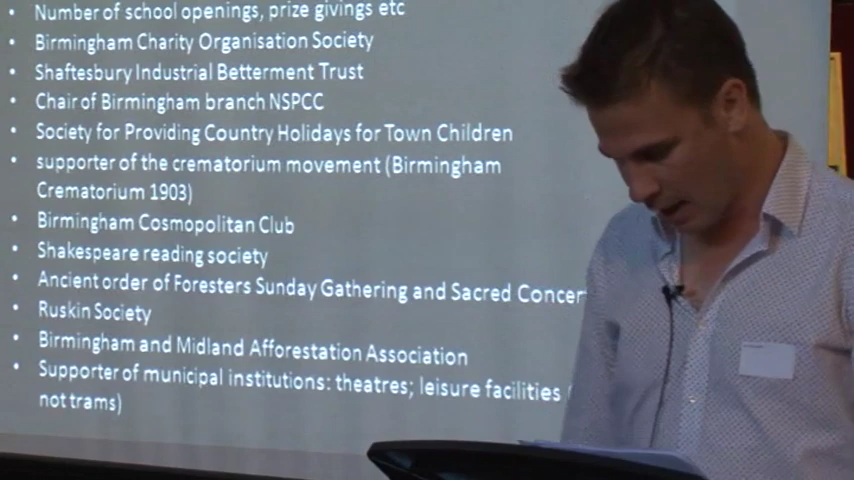 • Number of school openings, prize givings etc
• Birmingham Charity Organisation Society
• Shaftesbury Industrial Betterment Trust
• Chair of Birmingham branch NSPCC
• Society for Providing Country Holidays for Town Children
• supporter of the crematorium movement (Birmingham
Crematorium 1903)
• Birmingham Cosmopolitan Club
• Shakespeare reading society
• Ancient order of Foresters Sunday Gathering and Sacred Concer
• Ruskin Society
• Birmingham and Midland Afforestation Association
• Supporter of municipal institutions: theatres; leisure facilities (
not trams)